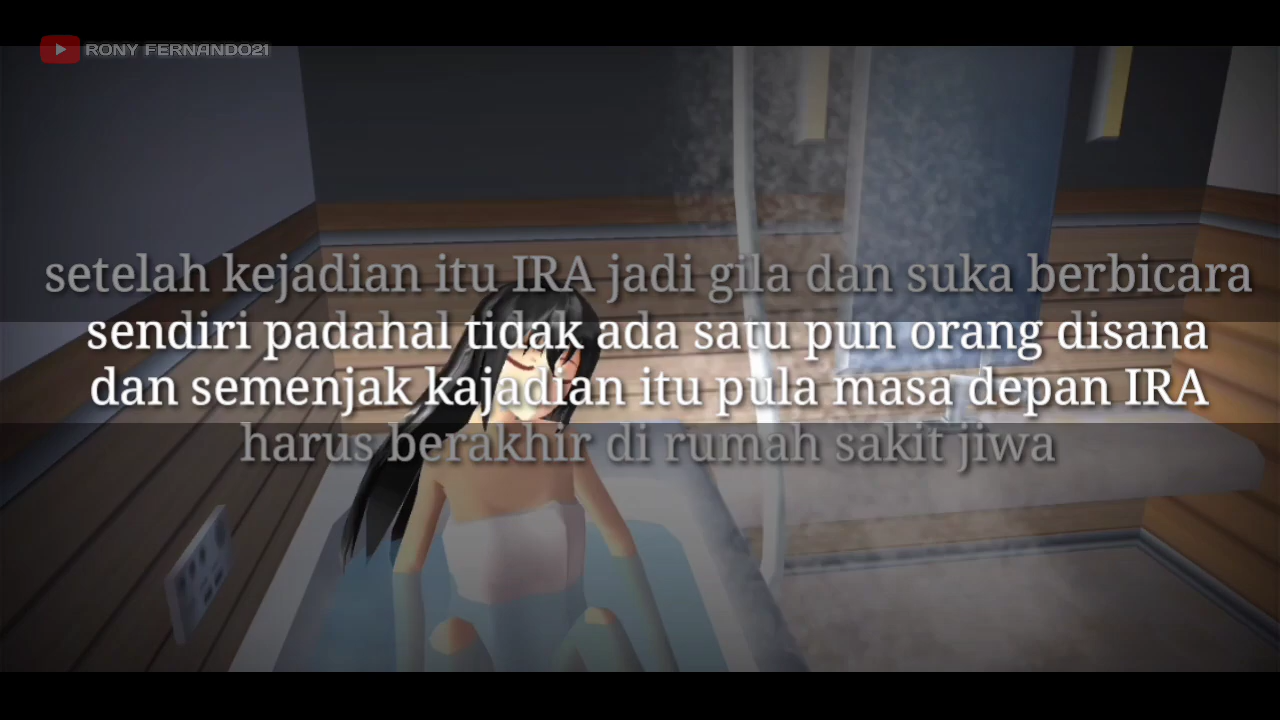 RONY FERNANDO21
setelah kejadian itu IRA jadi gila dan suka berbicara
sendiri padahal tidak ada satu pun orang disana
dan semenjak kajadian itu pula masa depan IRA
harus berakhir di rumah sakit jiwa